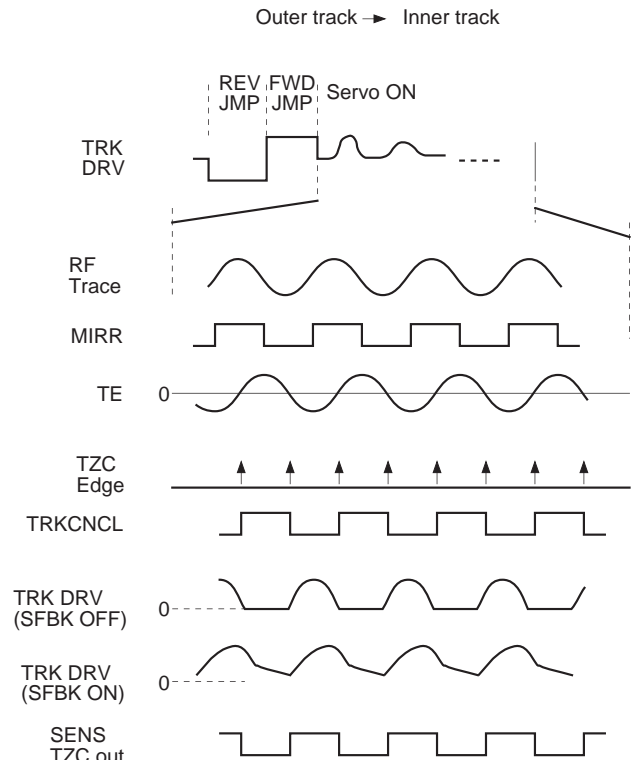 Outer track → Inner track
REV FWD
JMP JMP
Servo ON
TRK
DRV
RF
Trace
MIRR
TE 0
TZC
Edge
TRKCNCL
TRK DRV
(SFBK OFF)
0
TRK DRV
(SFBK ON)
0
SENS
TZC out